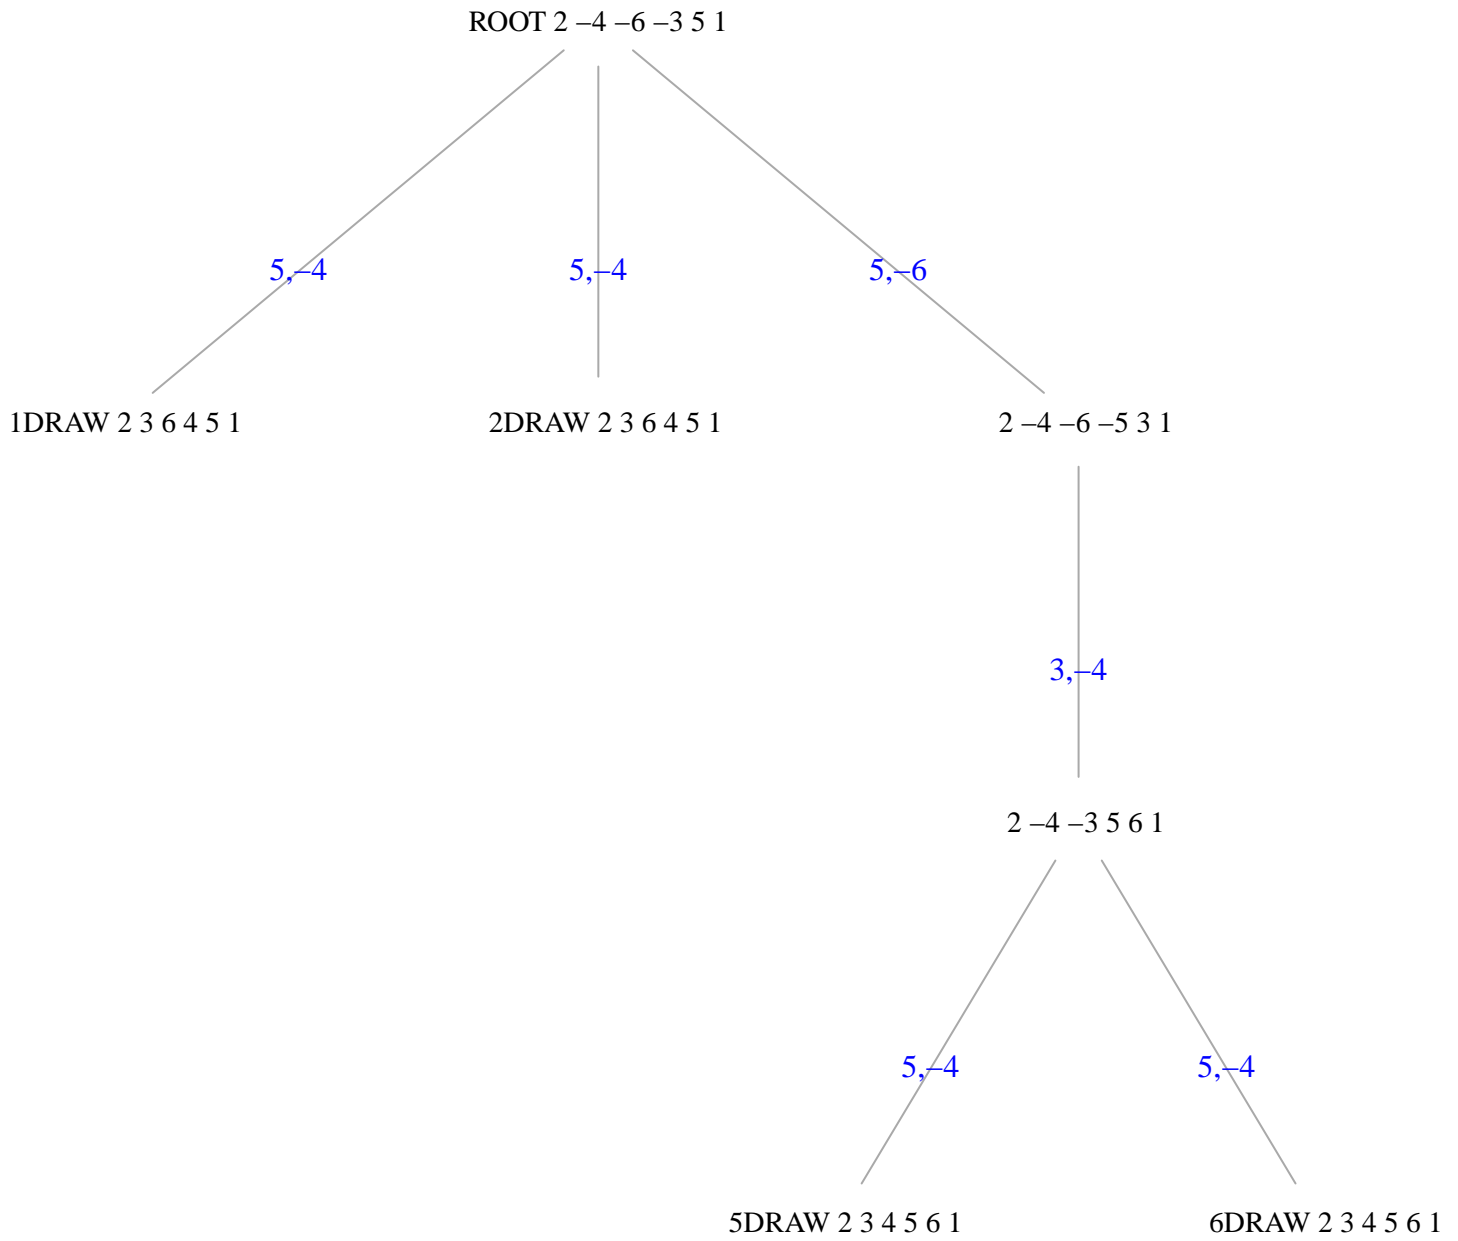 ROOT 2 –4 –6 –3 5 1
5,–4
5,–4
5,–6
1DRAW 2 3 6 4 5 1
2DRAW 2 3 6 4 5 1
2 –4 –6 –5 3 1
3,–4
2 –4 –3 5 6 1
5,–4
5,–4
5DRAW 2 3 4 5 6 1
6DRAW 2 3 4 5 6 1